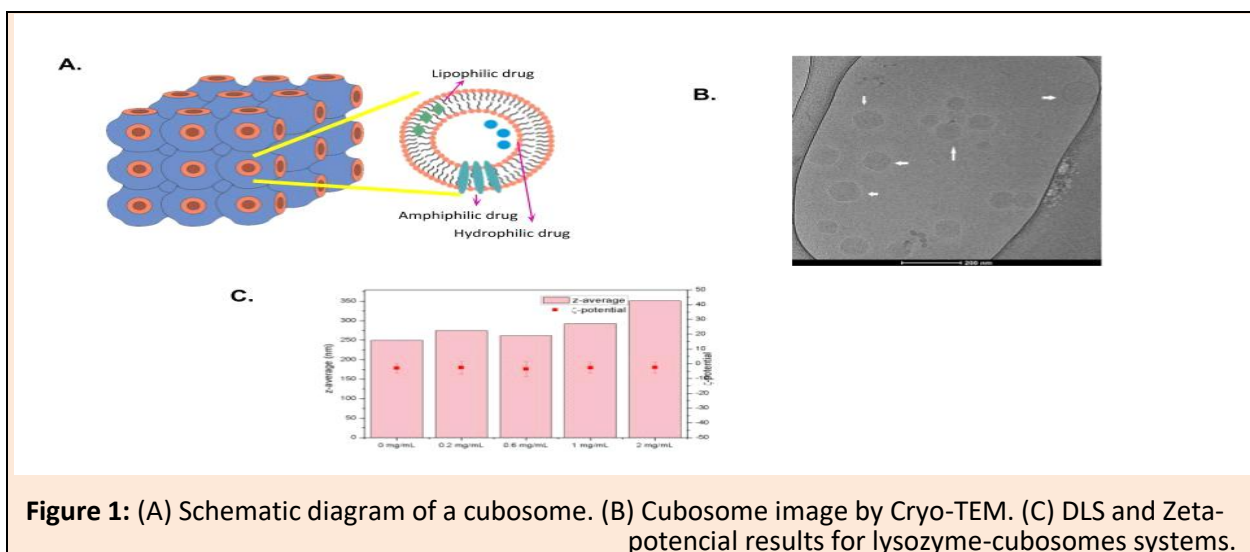 A.
Lipophilic drug
Amphiphilic drug
Hydrophilic drug
B.
200 nm
C.
z-average
ζ-potential
z-average (nm)
350
300
250
200
150
100
50
0
50
40
30
20
10
0
-10
-20
-30
-40
-50
ζ-potential
0 mg/mL
0.2 mg/mL
0.6 mg/mL
1 mg/mL
2 mg/mL
Figure 1: (A) Schematic diagram of a cubosome. (B) Cubosome image by Cryo-TEM. (C) DLS and Zeta-
potencial results for lysozyme-cubosomes systems.